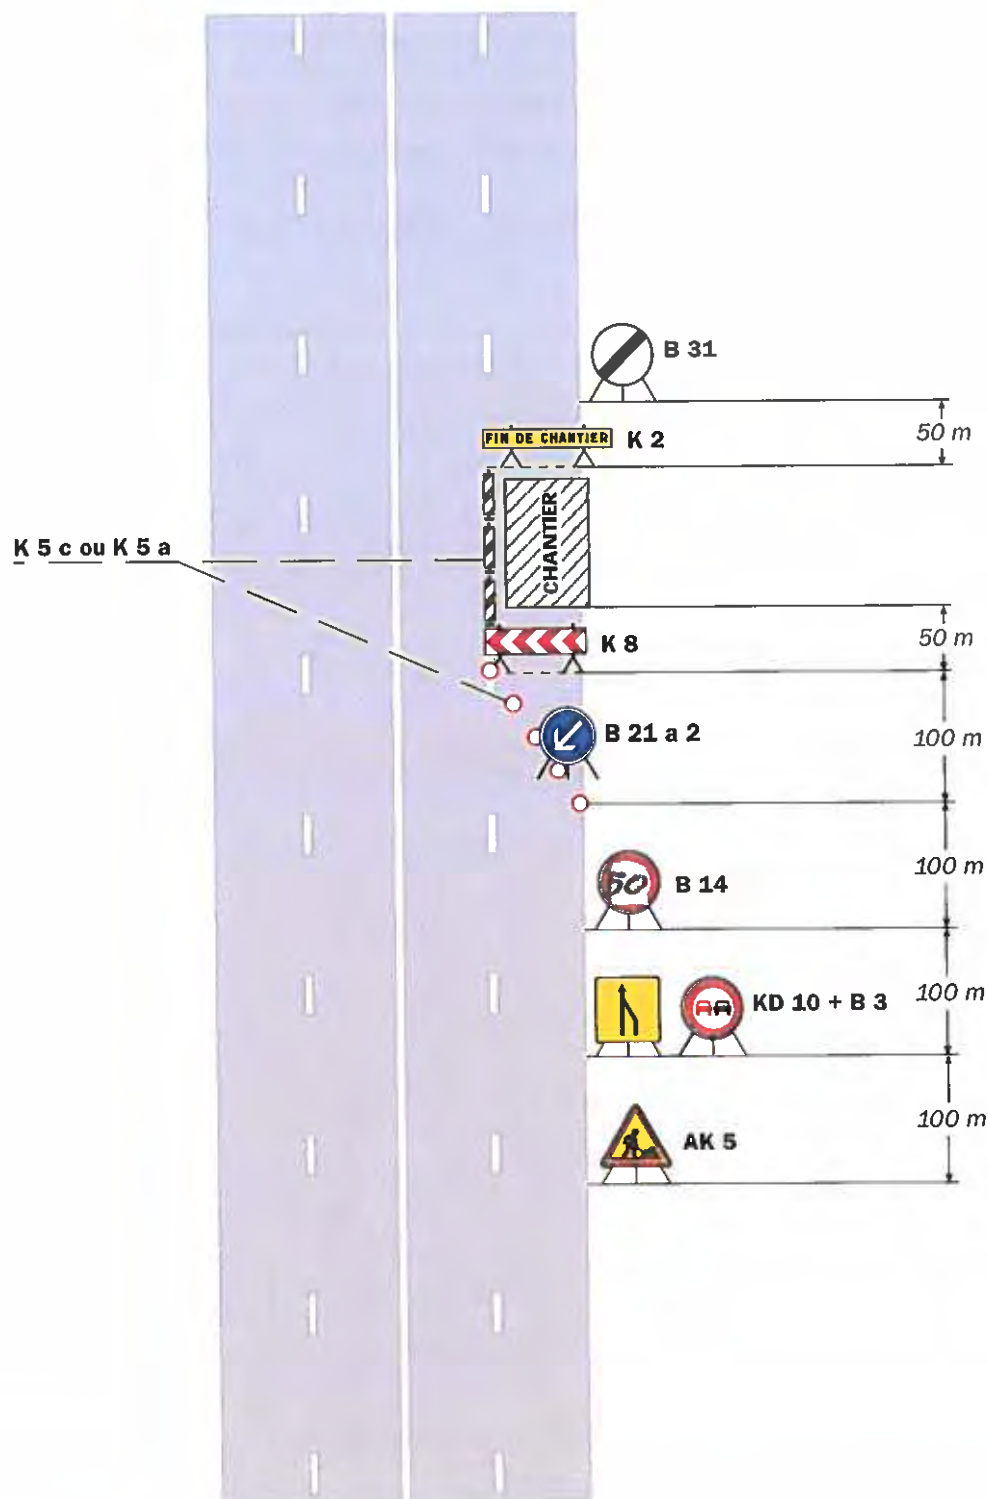 B 31
50 m
FIN DE CHANTIER K 2
CHANTIER
K 5 c ou K 5 a
50 m
K 8
100 m
B 21 a 2
100 m
50
B 14
100 m
KD 10 + B 3
100 m
AK 5